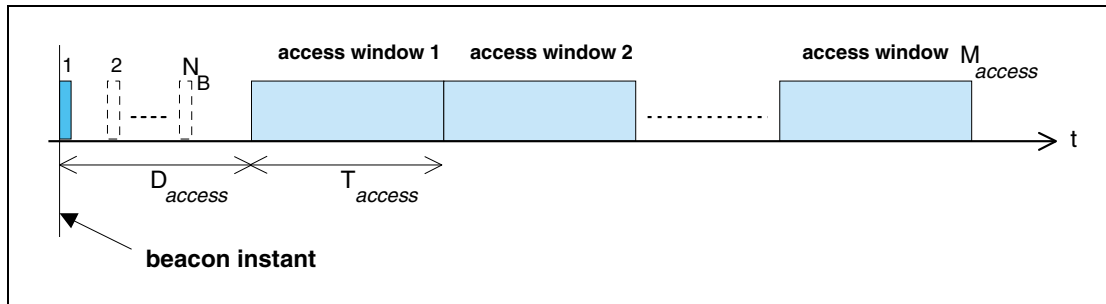 access window 1 access window 2 access window M access
1 2 N B
t
D access T access
beacon instant